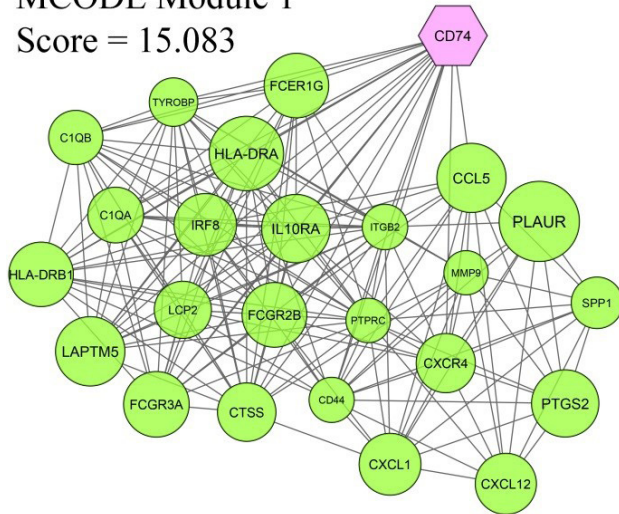 MCODE Module 1
Score = 15.083
CD74
FCER1G
TYROBP
C1QB
HLA-DRA
CCL5
PLAUR
C1QA
IRF8
IL10RA
ITGB2
HLA-DRB1
MMP9
SPP1
LCP2
FCGR2B
PTPRC
LAPTM5
CXCR4
FCGR3A
CTSS
CD44
PTGS2
CXCL1
CXCL12